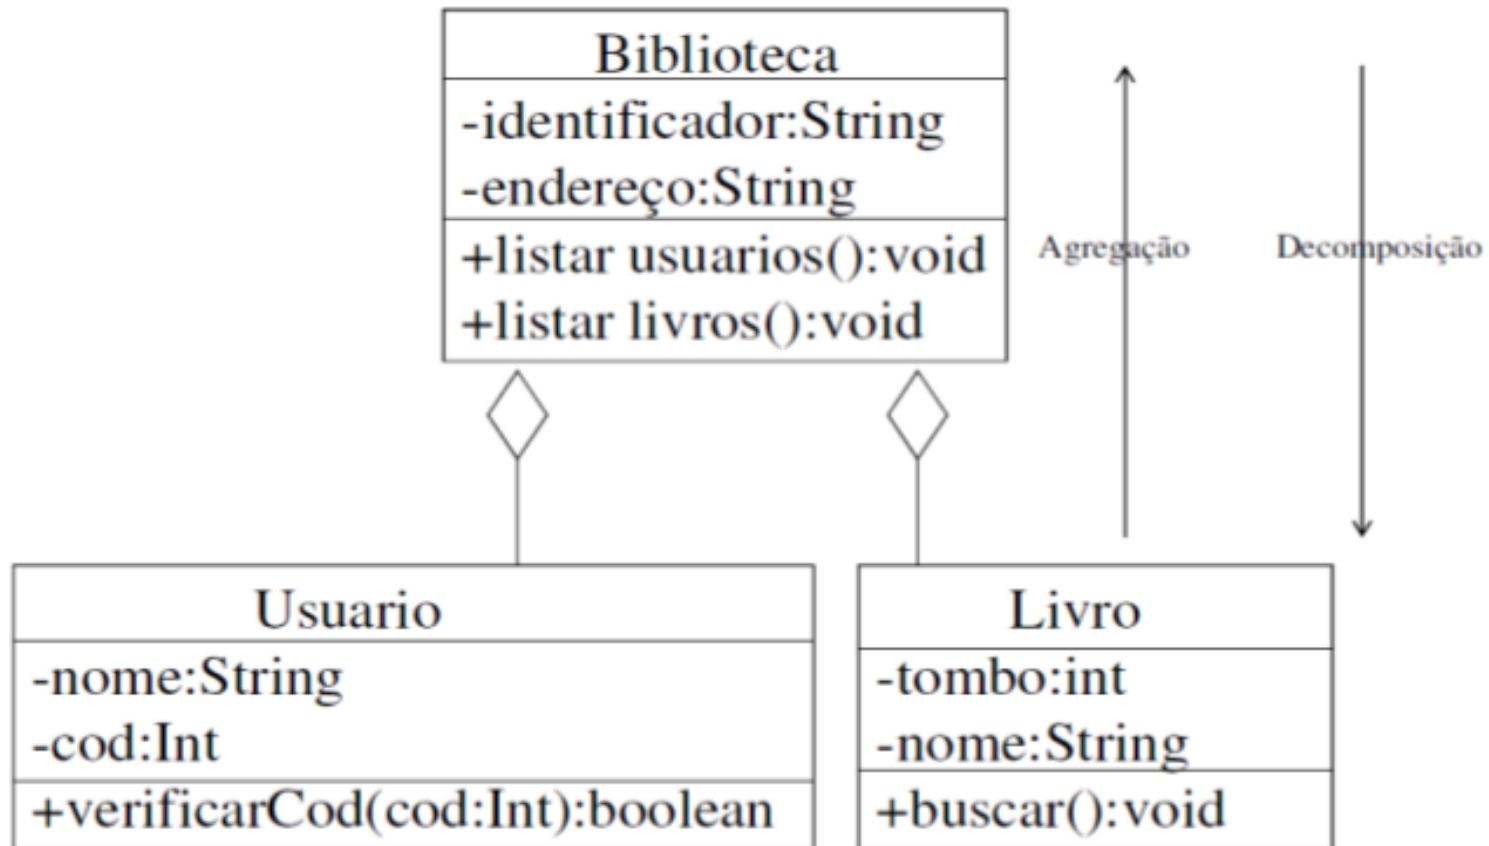 Biblioteca
-identificador:String
-endereço:String
+listar usuarios():void
+listar livros():void
Agregação
Decomposição
Usuario
-nome:String
-cod:Int
+verificarCod(cod:Int):boolean
Livro
-tombo:int
-nome:String
+buscar():void